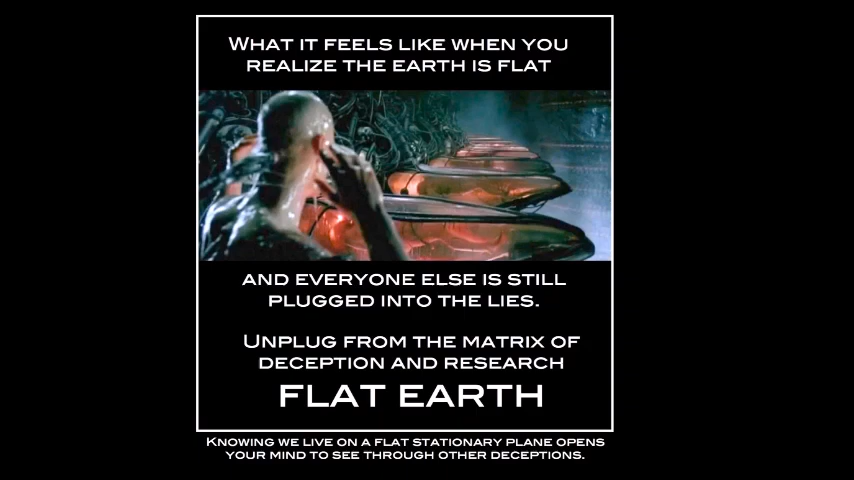 What it feels like when you
realize the earth is flat
and everyone else is still
plugged into the lies.
Unplug from the matrix of
deception and research
FLAT EARTH
Knowing we live on a flat stationary plane opens
your mind to see through other deceptions.